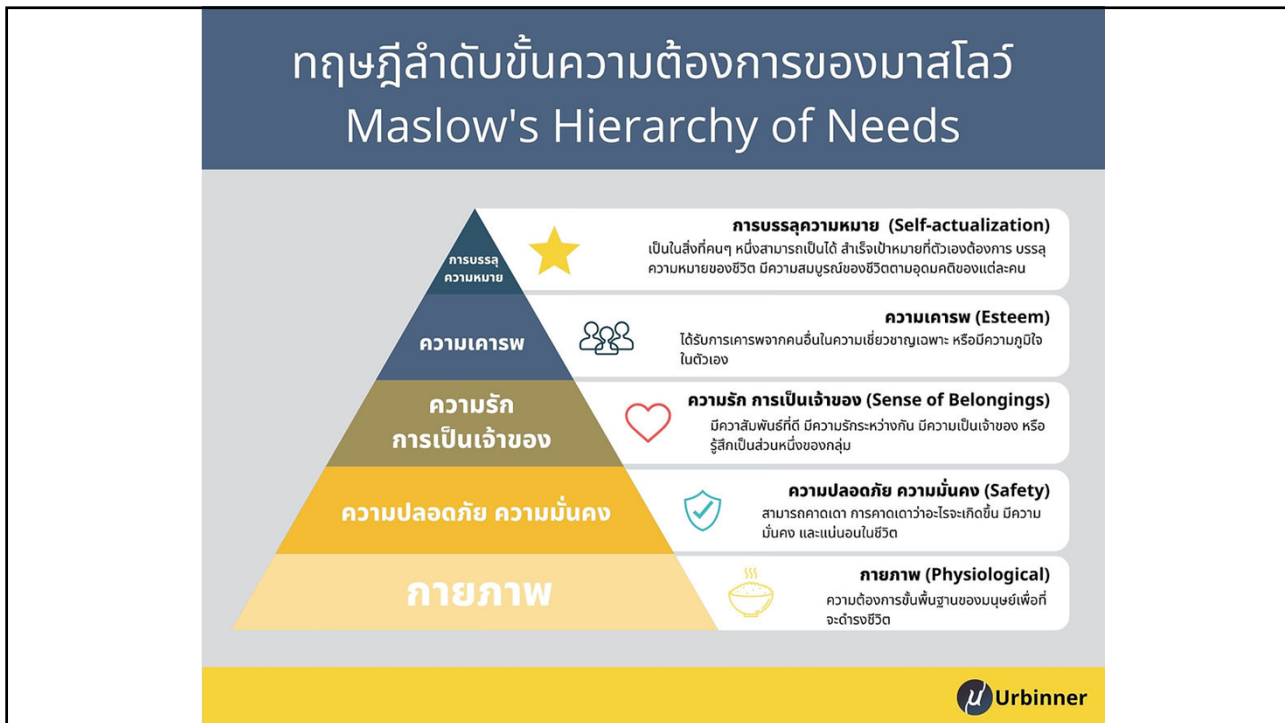 ทฤษฎีลำดับขั้นความต้องการของมาสโลว์
Maslow's Hierarchy of Needs
การบรรลุ
ความหมาย
การบรรลุความหมาย (Self-actualization)
เป็นในสิ่งที่คนๆ หนึ่งสามารถเป็นได้ สำเร็จเป้าหมายที่ตัวเองต้องการ บรรลุ
ความหมายของชีวิต มีความสมบูรณ์ของชีวิตตามอุดมคติของแต่ละคน
ความเคารพ
ความเคารพ (Esteem)
ได้รับการเคารพจากคนอื่นในความเชี่ยวชาญเฉพาะ หรือมีความภูมิใจ
ในตัวเอง
ความรัก
การเป็นเจ้าของ
ความรัก การเป็นเจ้าของ (Sense of Belongings)
มีควาสัมพันธ์ที่ดี มีความรักระหว่างกัน มีความเป็นเจ้าของ หรือ
รู้สึกเป็นส่วนหนึ่งของกลุ่ม
ความปลอดภัย ความมั่นคง
ความปลอดภัย ความมั่นคง (Safety)
สามารถคาดเดา การคาดเดาว่าอะไรจะเกิดขึ้น มีความ
มั่นคง และแน่นอนในชีวิต
กายภาพ
กายภาพ (Physiological)
ความต้องการขั้นพื้นฐานของมนุษย์เพื่อที่
จะดำรงชีวิต
μ Urbinner